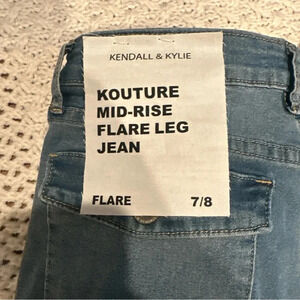 KENDALL & KYLIE
KOUTURE
MID-RISE
FLARE LEG
JEAN
FLARE 7/8